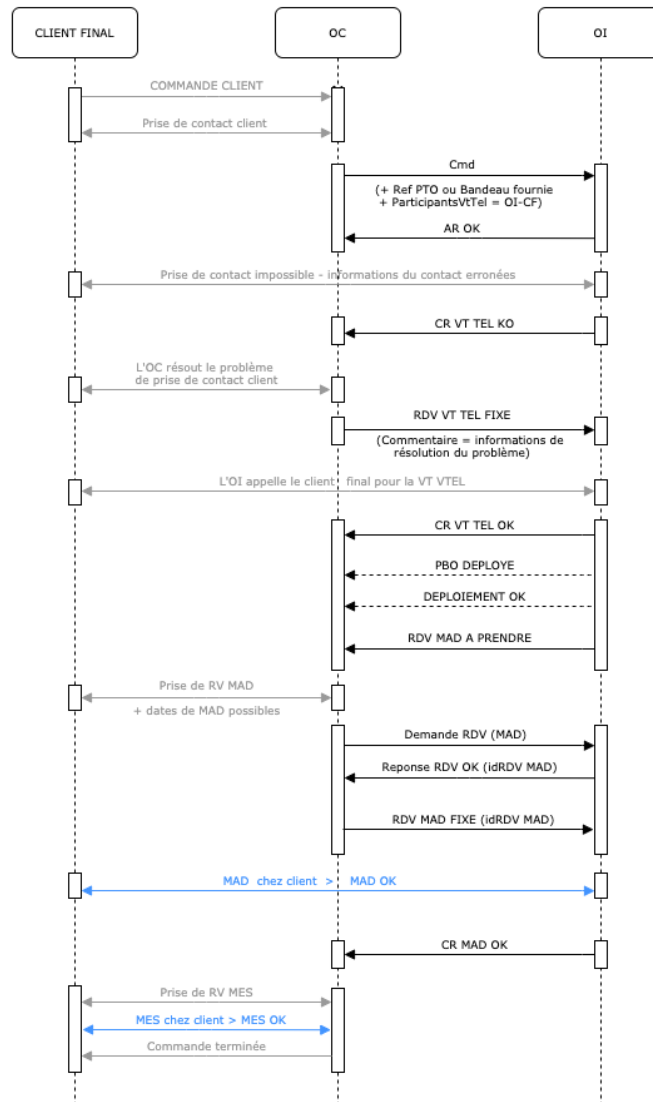 CLIENT FINAL
OC
OI
COMMANDE CLIENT
Prise de contact client
Cmd
(+ Ref PTO ou Bandeau fournie
+ ParticipantsVtTel = OI-CF)
AR OK
Prise de contact impossible - informations du contact erronées
CR VT TEL KO
L'OC résout le problème
de prise de contact client
RDV VT TEL FIXE
(Commentaire = informations de
résolution du problème)
L'OI appelle le client final pour la VT VTEL
CR VT TEL OK
PBO DEPLOYE
DEPLOIEMENT OK
RDV MAD A PRENDRE
Prise de RV MAD
+ dates de MAD possibles
Demande RDV (MAD)
Reponse RDV OK (idRDV MAD)
RDV MAD FIXE (idRDV MAD)
MAD chez client > MAD OK
CR MAD OK
Prise de RV MES
MES chez client > MES OK
Commande terminée